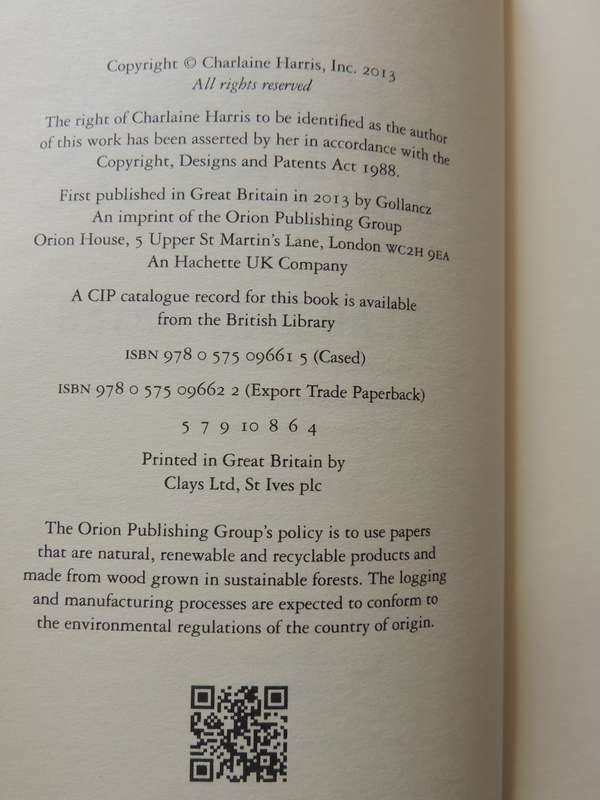 Copyright © Charlaine Harris, Inc. 2013
All rights reserved
The right of Charlaine Harris to be identified as the author
of this work has been asserted by her in accordance with the
Copyright, Designs and Patents Act 1988.
First published in Great Britain in 2013 by Gollancz
An imprint of the Orion Publishing Group
Orion House, 5 Upper St Martin's Lane, London WC2H 9EA
An Hachette UK Company
A CIP catalogue record for this book is available
from the British Library
ISBN 978 0 575 09661 5 (Cased)
ISBN 978 0 575 09662 2 (Export Trade Paperback)
5 7 9 10 8 6 4
Printed in Great Britain by
Clays Ltd, St Ives plc
The Orion Publishing Group's policy is to use papers
that are natural, renewable and recyclable products and
made from wood grown in sustainable forests. The logging
and manufacturing processes are expected to conform to
the environmental regulations of the country of origin.